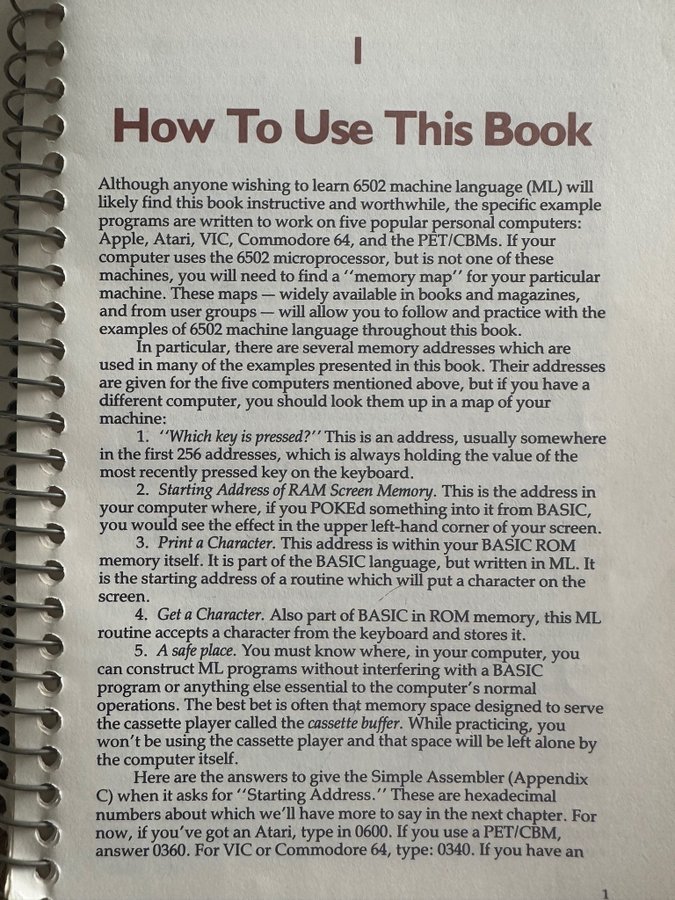 I
How To Use This Book
Although anyone wishing to learn 6502 machine language (ML) will
likely find this book instructive and worthwhile, the specific example
programs are written to work on five popular personal computers:
Apple, Atari, VIC, Commodore 64, and the PET/CBMs. If your
computer uses the 6502 microprocessor, but is not one of these
machines, you will need to find a ''memory map'' for your particular
machine. These maps — widely available in books and magazines,
and from user groups — will allow you to follow and practice with the
examples of 6502 machine language throughout this book.
In particular, there are several memory addresses which are
used in many of the examples presented in this book. Their addresses
are given for the five computers mentioned above, but if you have a
different computer, you should look them up in a map of your
machine:
1. ''Which key is pressed?'' This is an address, usually somewhere
in the first 256 addresses, which is always holding the value of the
most recently pressed key on the keyboard.
2. Starting Address of RAM Screen Memory. This is the address in
your computer where, if you POKEd something into it from BASIC,
you would see the effect in the upper left-hand corner of your screen.
3. Print a Character. This address is within your BASIC ROM
memory itself. It is part of the BASIC language, but written in ML. It
is the starting address of a routine which will put a character on the
screen.
4. Get a Character. Also part of BASIC in ROM memory, this ML
routine accepts a character from the keyboard and stores it.
5. A safe place. You must know where, in your computer, you
can construct ML programs without interfering with a BASIC
program or anything else essential to the computer's normal
operations. The best bet is often that memory space designed to serve
the cassette player called the cassette buffer. While practicing, you
won't be using the cassette player and that space will be left alone by
the computer itself.
Here are the answers to give the Simple Assembler (Appendix
C) when it asks for ''Starting Address.'' These are hexadecimal
numbers about which we'll have more to say in the next chapter. For
now, if you've got an Atari, type in 0600. If you use a PET/CBM,
answer 0360. For VIC or Commodore 64, type: 0340. If you have an
1